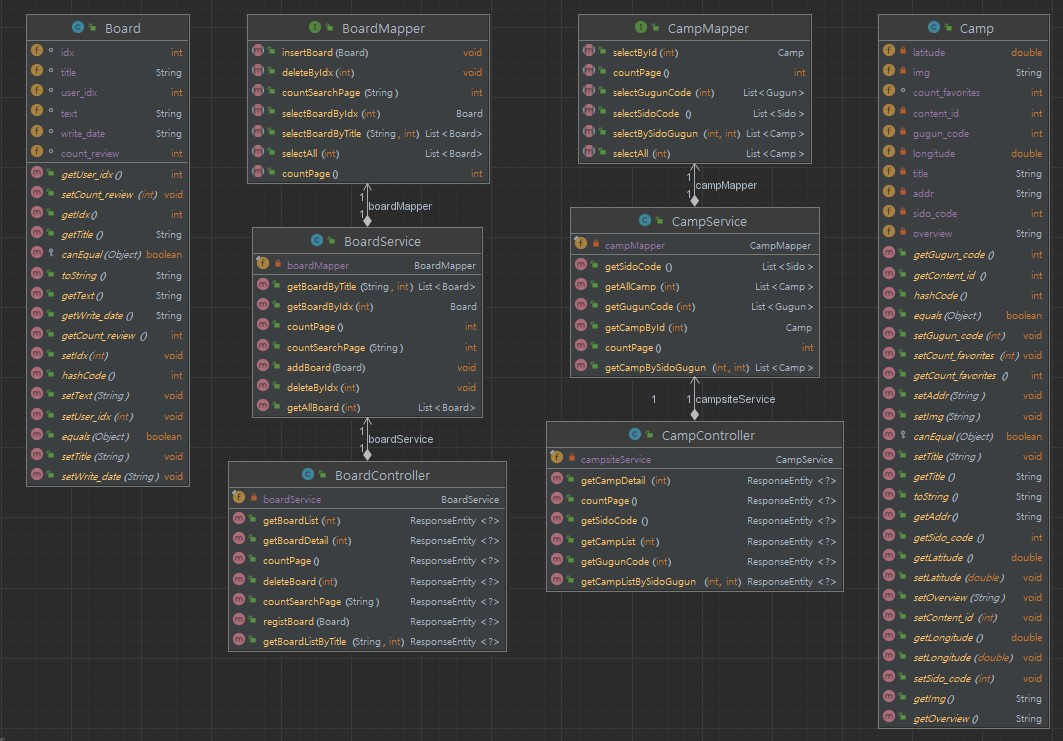 Board
idx int
title String
user_idx int
text String
write_date String
count_review int
getUser_idx () int
setCount_review (int) void
getIdx() int
getTitle () String
canEqual (Object) boolean
toString () String
getText () String
getWrite_date () String
getCount_review () int
setIdx (int) void
hashCode () int
setText (String) void
setUser_idx (int) void
equals (Object) boolean
setTitle (String) void
setWrite_date (String) void
BoardMapper
insertBoard (Board) void
deleteByIdx (int) void
countSearchPage (String) int
selectBoardByIdx (int) Board
selectBoardByTitle (String, int) List <Board>
selectAll (int) List <Board>
countPage () int
1
1
boardMapper
BoardService
boardMapper BoardMapper
getBoardByTitle (String, int) List <Board>
getBoardByIdx (int) Board
countPage () int
countSearchPage (String) int
addBoard (Board) void
deleteByIdx (int) void
getAllBoard (int) List <Board>
1
1
boardService
BoardController
boardService BoardService
getBoardList (int) ResponseEntity <?>
getBoardDetail (int) ResponseEntity <?>
countPage () ResponseEntity <?>
deleteBoard (int) ResponseEntity <?>
countSearchPage (String) ResponseEntity <?>
registBoard (Board) ResponseEntity <?>
getBoardListByTitle (String, int) ResponseEntity <?>
CampMapper
selectById (int) Camp
countPage () int
selectGugunCode (int) List <Gugun>
selectSidoCode () List <Sido>
selectBySidoGugun (int, int) List <Camp>
selectAll (int) List <Camp>
1
1
campMapper
CampService
campMapper CampMapper
getSidoCode () List <Sido>
getAllCamp (int) List <Camp>
getGugunCode (int) List <Gugun>
getCampById (int) Camp
countPage () int
getCampBySidoGugun (int, int) List <Camp>
1 1 campsiteService
CampController
campsiteService CampService
getCampDetail (int) ResponseEntity <?>
countPage () ResponseEntity <?>
getSidoCode () ResponseEntity <?>
getCampList (int) ResponseEntity <?>
getGugunCode (int) ResponseEntity <?>
getCampListBySidoGugun (int, int) ResponseEntity <?>
Camp
latitude double
img String
count_favorites int
content_id int
gugun_code int
longitude double
title String
addr String
sido_code int
overview String
getGugun_code () int
getContent_id () int
hashCode () int
equals (Object) boolean
setGugun_code (int) void
setCount_favorites (int) void
getCount_favorites () int
setAddr (String) void
setImg (String) void
canEqual (Object) boolean
setTitle (String) void
getTitle () String
toString () String
getAddr () String
getSido_code () int
getLatitude () double
setLatitude (double) void
setOverview (String) void
setContent_id (int) void
getLongitude () double
setLongitude (double) void
setSido_code (int) void
getImg () String
getOverview () String